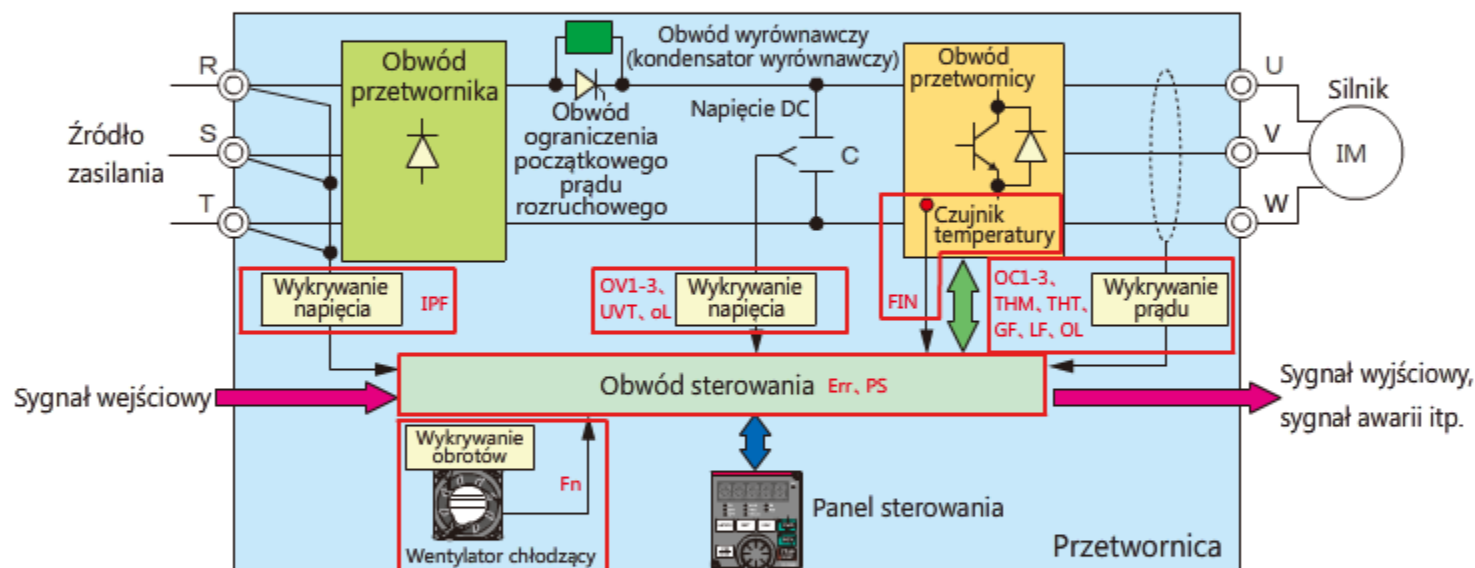 R
S
T
Źródło
zasilania
Obwód
przetwornika
Obwód
ograniczenia
początkowego
prądu
rozruchowego
Obwód wyrównawczy
(kondensator wyrównawczy)
Napięcie DC
C
Obwód
przetwornicy
Czujnik
temperatury
U
V
W
Silnik
IM
Wykrywanie
napięcia
IPF
OV1-3、
UVT、oL
Wykrywanie
napięcia
FIN
OC1-3、
THM、THT、
GF、LF、OL
Wykrywanie
prądu
Sygnał wejściowy
Obwód sterowania Err、PS
Sygnał wyjściowy,
sygnał awarii itp.
Wykrywanie
obrotów
Fn
Wentylator chłodzący
Panel sterowania
Przetwornica